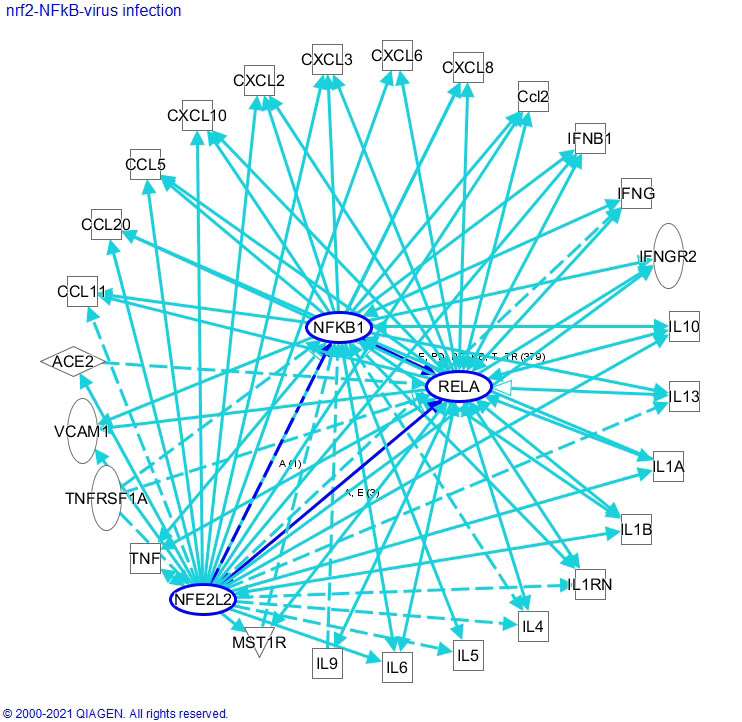 nrf2-NFkB-virus infection
CXCL6
CXCL3
CXCL8
CXCL2
Ccl2
CXCL10
IFNB1
CCL5
IFNG
CCL20
IFNGR2
CCL11
NFKB1
IL10
ACE2
RELA
IL13
VCAM1
A (1)
IL1A
A, E (3)
TNFRSF1A
IL1B
TNF
IL1RN
NFE2L2
IL4
MST1R
IL9
IL6
IL5
© 2000-2021 QIAGEN. All rights reserved.